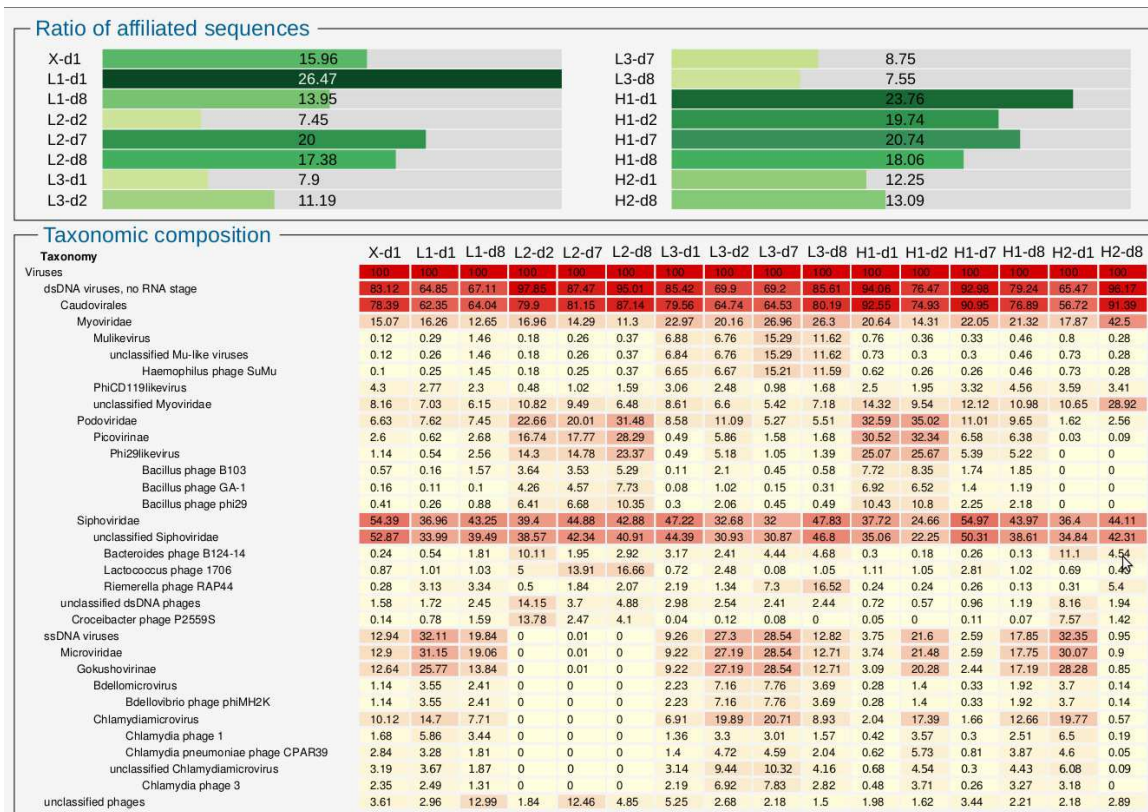 Ratio of affiliated sequences
X-d1 15.96 L3-d7 8.75
L1-d1 26.47 L3-d8 7.55
L1-d8 13.95 H1-d1 23.76
L2-d2 7.45 H1-d2 19.74
L2-d7 20 H1-d7 20.74
L2-d8 17.38 H1-d8 18.06
L3-d1 7.9 H2-d1 12.25
L3-d2 11.19 H2-d8 13.09
Taxonomic composition
Taxonomy X-d1 L1-d1 L1-d8 L2-d2 L2-d7 L2-d8 L3-d1 L3-d2 L3-d7 L3-d8 H1-d1 H1-d2 H1-d7 H1-d8 H2-d1 H2-d8
Viruses 100 100 100 100 100 100 100 100 100 100 100 100 100 100 100 100
dsDNA viruses, no RNA stage 83.12 64.85 67.11 97.85 87.47 95.01 85.42 69.9 69.2 85.61 94.06 76.47 92.98 79.24 65.47 96.17
Caudovirales 78.39 62.35 64.04 79.9 81.15 87.14 79.56 64.74 64.53 80.19 92.55 74.93 90.95 76.89 56.72 91.39
Myoviridae 15.07 16.26 12.65 16.96 14.29 11.3 22.97 20.16 26.96 26.3 20.64 14.31 22.05 21.32 17.87 42.5
Mulikevirus 0.12 0.29 1.46 0.18 0.26 0.37 6.88 6.76 15.29 11.62 0.76 0.36 0.33 0.46 0.8 0.28
unclassified Mu-like viruses 0.12 0.26 1.46 0.18 0.26 0.37 6.84 6.76 15.29 11.62 0.73 0.3 0.3 0.46 0.73 0.28
Haemophilus phage SuMu 0.1 0.25 1.45 0.18 0.25 0.37 6.65 6.67 15.21 11.59 0.62 0.26 0.26 0.46 0.73 0.28
PhiCD119likevirus 4.3 2.77 2.3 0.48 1.02 1.59 3.06 2.48 0.98 1.68 2.5 1.95 3.32 4.56 3.59 3.41
unclassified Myoviridae 8.16 7.03 6.15 10.82 9.49 6.48 8.61 6.6 5.42 7.18 14.32 9.54 12.12 10.98 10.65 28.92
Podoviridae 6.63 7.62 7.45 22.66 20.01 31.48 8.58 11.09 5.27 5.51 32.59 35.02 11.01 9.65 1.62 2.56
Picovirinae 2.6 0.62 2.68 16.74 17.77 28.29 0.49 5.86 1.58 1.68 30.52 32.34 6.58 6.38 0.03 0.09
Phi29likevirus 1.14 0.54 2.56 14.3 14.78 23.37 0.49 5.18 1.05 1.39 25.07 25.67 5.39 5.22 0 0
Bacillus phage B103 0.57 0.16 1.57 3.64 3.53 5.29 0.11 2.1 0.45 0.58 7.72 8.35 1.74 1.85 0 0
Bacillus phage GA-1 0.16 0.11 0.1 4.26 4.57 7.73 0.08 1.02 0.15 0.31 6.92 6.52 1.4 1.19 0 0
Bacillus phage phi29 0.41 0.26 0.88 6.41 6.68 10.35 0.3 2.06 0.45 0.49 10.43 10.8 2.25 2.18 0 0
Siphoviridae 54.39 36.96 43.25 39.4 44.88 42.88 47.22 32.68 32 47.83 37.72 24.66 54.97 43.97 36.4 44.11
unclassified Siphoviridae 52.87 33.99 39.49 38.57 42.34 40.91 44.39 30.93 30.87 46.8 35.06 22.25 50.31 38.61 34.84 42.31
Bacteroides phage B124-14 0.24 0.54 1.81 10.11 1.95 2.92 3.17 2.41 4.44 4.68 0.3 0.18 0.26 0.13 11.1 4.54
Lactococcus phage 1706 0.87 1.01 1.03 5 13.91 16.66 0.72 2.48 0.08 1.05 1.11 1.05 2.81 1.02 0.69
Riemerella phage RAP44 0.28 3.13 3.34 0.5 1.84 2.07 2.19 1.34 7.3 16.52 0.24 0.24 0.26 0.13 0.31 5.4
unclassified dsDNA phages 1.58 1.72 2.45 14.15 3.7 4.88 2.98 2.54 2.41 2.44 0.72 0.57 0.96 1.19 8.16 1.94
Croceibacter phage P2559S 0.14 0.78 1.59 13.78 2.47 4.1 0.04 0.12 0.08 0 0.05 0 0.11 0.07 7.57 1.42
ssDNA viruses 12.94 32.11 19.84 0 0.01 0 9.26 27.3 28.54 12.82 3.75 21.6 2.59 17.85 32.35 0.95
Microviridae 12.9 31.15 19.06 0 0.01 0 9.22 27.19 28.54 12.71 3.74 21.48 2.59 17.75 30.07 0.9
Gokushovirinae 12.64 25.77 13.84 0 0.01 0 9.22 27.19 28.54 12.71 3.09 20.28 2.44 17.19 28.28 0.85
Bdellomicrovirus 1.14 3.55 2.41 0 0 0 2.23 7.16 7.76 3.69 0.28 1.4 0.33 1.92 3.7 0.14
Bdellovibrio phage phiMH2K 1.14 3.55 2.41 0 0 0 2.23 7.16 7.76 3.69 0.28 1.4 0.33 1.92 3.7 0.14
Chlamydiamicrovirus 10.12 14.7 7.71 0 0 0 6.91 19.89 20.71 8.93 2.04 17.39 1.66 12.66 19.77 0.57
Chlamydia phage 1 1.68 5.86 3.44 0 0 0 1.36 3.3 3.01 1.57 0.42 3.57 0.3 2.51 6.5 0.19
Chlamydia pneumoniae phage CPAR39 2.84 3.28 1.81 0 0 0 1.4 4.72 4.59 2.04 0.62 5.73 0.81 3.87 4.6 0.05
unclassified Chlamydiamicrovirus 3.19 3.67 1.87 0 0 0 3.14 9.44 10.32 4.16 0.68 4.54 0.3 4.43 6.08 0.09
Chlamydia phage 3 2.35 2.49 1.31 0 0 0 2.19 6.92 7.83 2.82 0.48 3.71 0.26 3.27 3.18 0
unclassified phages 3.61 2.96 12.99 1.84 12.46 4.85 5.25 2.68 2.18 1.5 1.98 1.62 3.44 3.21 2 2.89